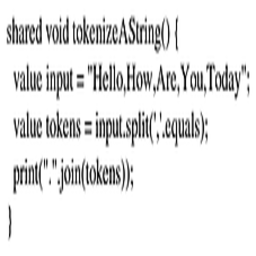 shared void tokenizeAString() {
value input = "Hello,How,Are,You,Today";
value tokens = input.split(','.equals);
print(".".join(tokens));
}